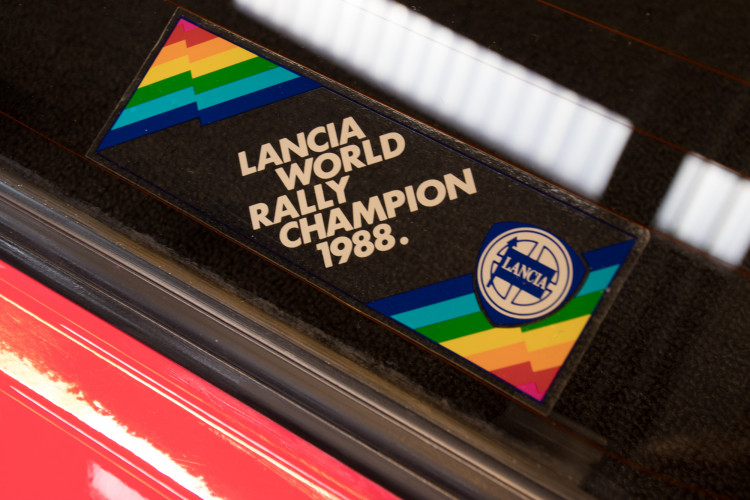 LANCIA
WORLD
RALLY
CHAMPION
1988.
LANCIA